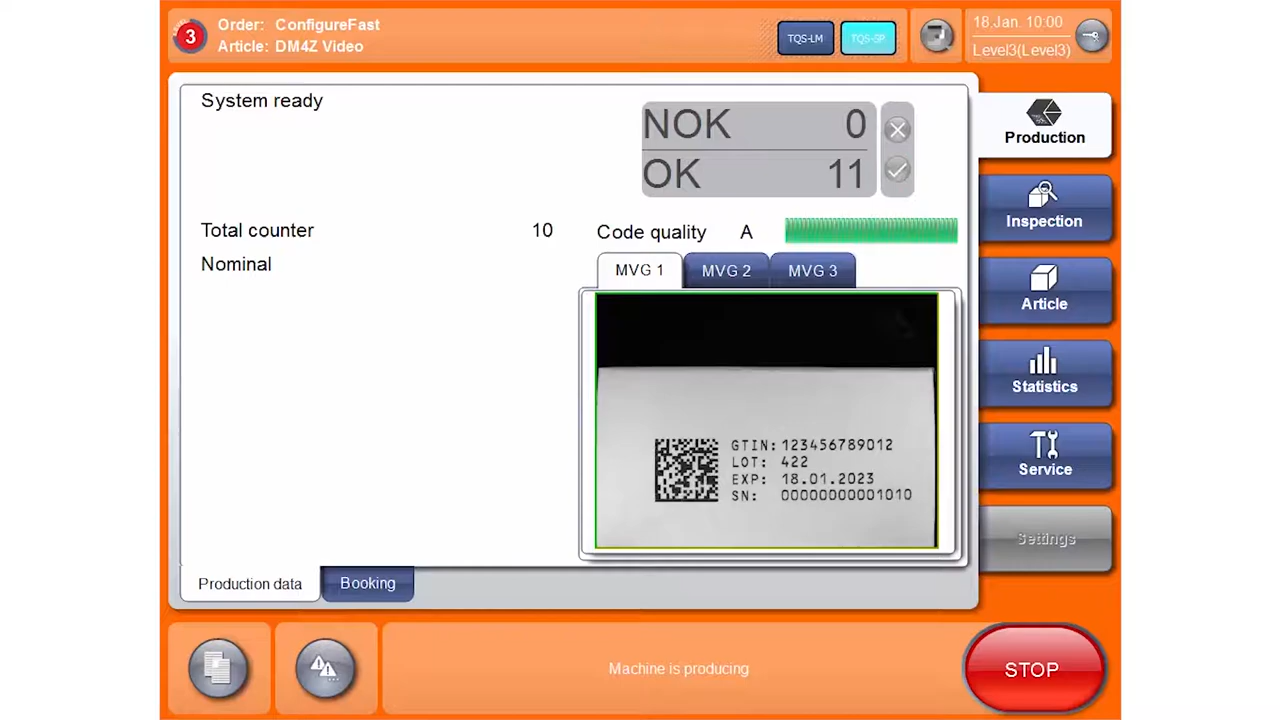 3
Order: ConfigureFast
Article: DM4Z Video
TQS-LM
TQS-SP
18.Jan. 10:00
Level3(Level3)
System ready
NOK 0
OK 11
Total counter 10
Nominal
Code quality A
MVG 1 MVG 2 MVG 3
GTIN: 123456789012
LOT: 422
EXP: 18.01.2023
SN: 00000000001010
Production
Inspection
Article
Statistics
Service
Settings
Production data Booking
Machine is producing
STOP